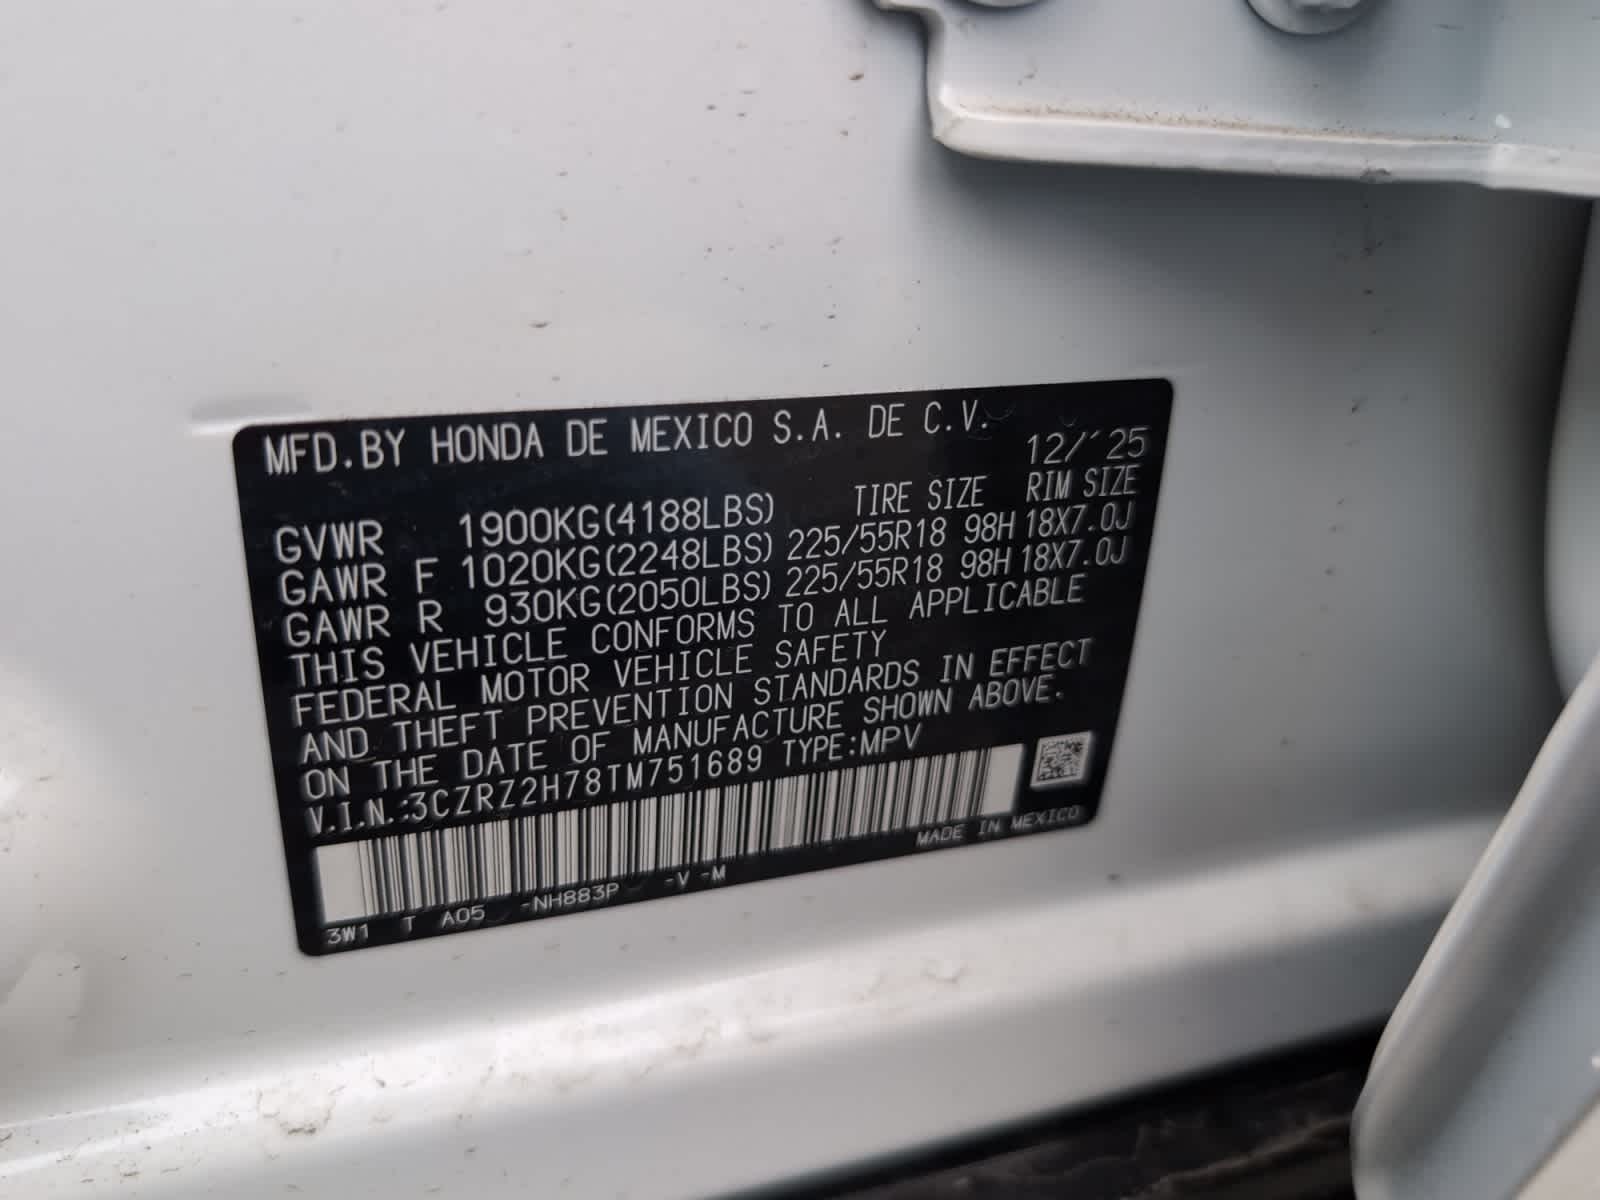 MFD.BY HONDA DE MEXICO S.A. DE C.V.
12/'25
TIRE SIZE RIM SIZE
GVWR 1900KG(4188LBS)
GAWR F 1020KG(2248LBS) 225/55R18 98H 18X7.0J
GAWR R 930KG(2050LBS) 225/55R18 98H 18X7.0J
THIS VEHICLE CONFORMS TO ALL APPLICABLE
FEDERAL MOTOR VEHICLE SAFETY
AND THEFT PREVENTION STANDARDS IN EFFECT
ON THE DATE OF MANUFACTURE SHOWN ABOVE.
V.I.N.:3CZRZ2H78TM751689 TYPE:MPV
MADE IN MEXICO
3W1 T A05 -NH883P -V -M